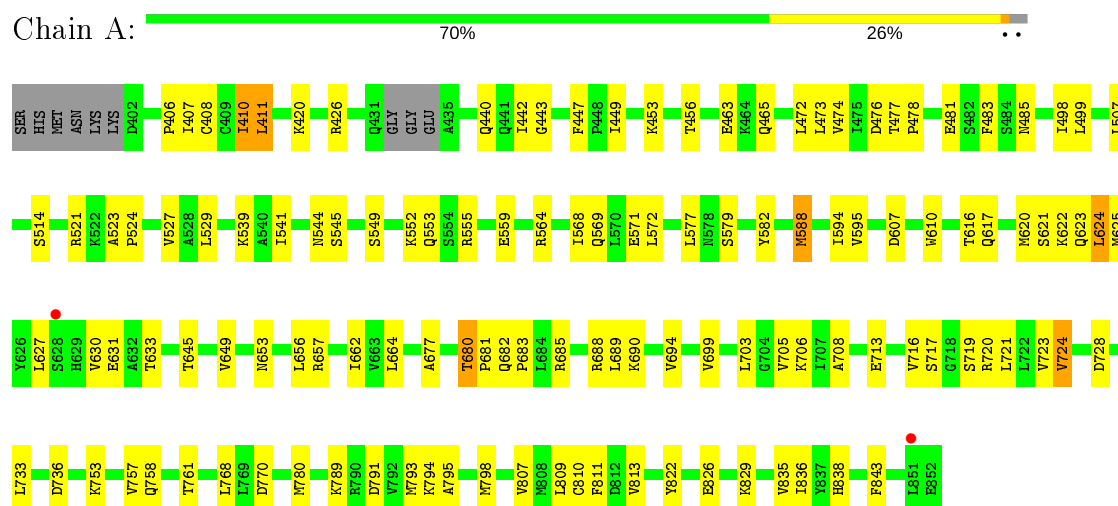 Chain A:
70% 26% • •
SER HIS MET ASN LYS LYS D402 P406 I407 C408 C409 I410 L411 K420 R426 Q431 GLY GLY GLU A435 Q440 Q441 I442 G443 F447 P448 I449 K453 T456 E463 K464 Q465 L472 L473 V474 I475 D476 T477 P478 E481 S482 F483 S484 N485 I498 L499 L507
S514 R521 K522 A523 P524 V527 A528 L529 K539 A540 I541 N544 S545 S549 K552 Q553 S554 R555 E559 R564 I568 Q569 L570 E571 L572 L577 N578 S579 Y582 M588 I594 V595 D607 W610 T616 Q617 M620 S621 K622 Q623 L624 M625
Y626 L627 S628 H629 V630 E631 A632 T633 T645 V649 N653 L656 R657 I662 V663 L664 A677 T680 P681 Q682 P683 L684 R685 R688 L689 K690 V694 V699 L703 G704 V705 K706 I707 A708 E713 V716 S717 G718 S719 R720 L721 L722 V723 V724 D728
L733 D736 K753 V757 Q758 T761 L768 L769 D770 M780 K789 R790 D791 V792 M793 K794 A795 M798 V807 M808 L809 C810 F811 D812 V813 Y822 E826 K829 V835 I836 Y837 H838 F843 L851 E852